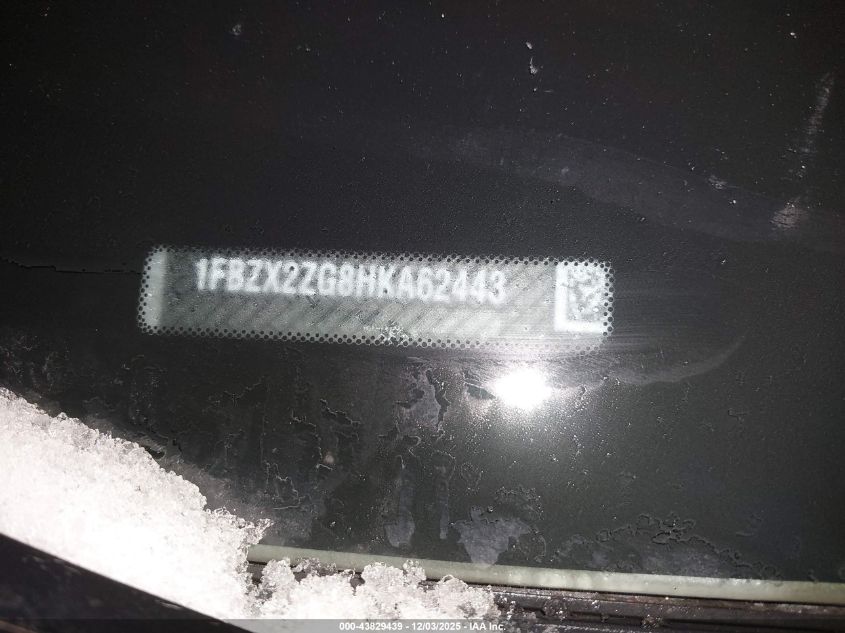 1FBZX2ZG8HKA62443
000-43829439 - 12/03/2025 - IAA, Inc.